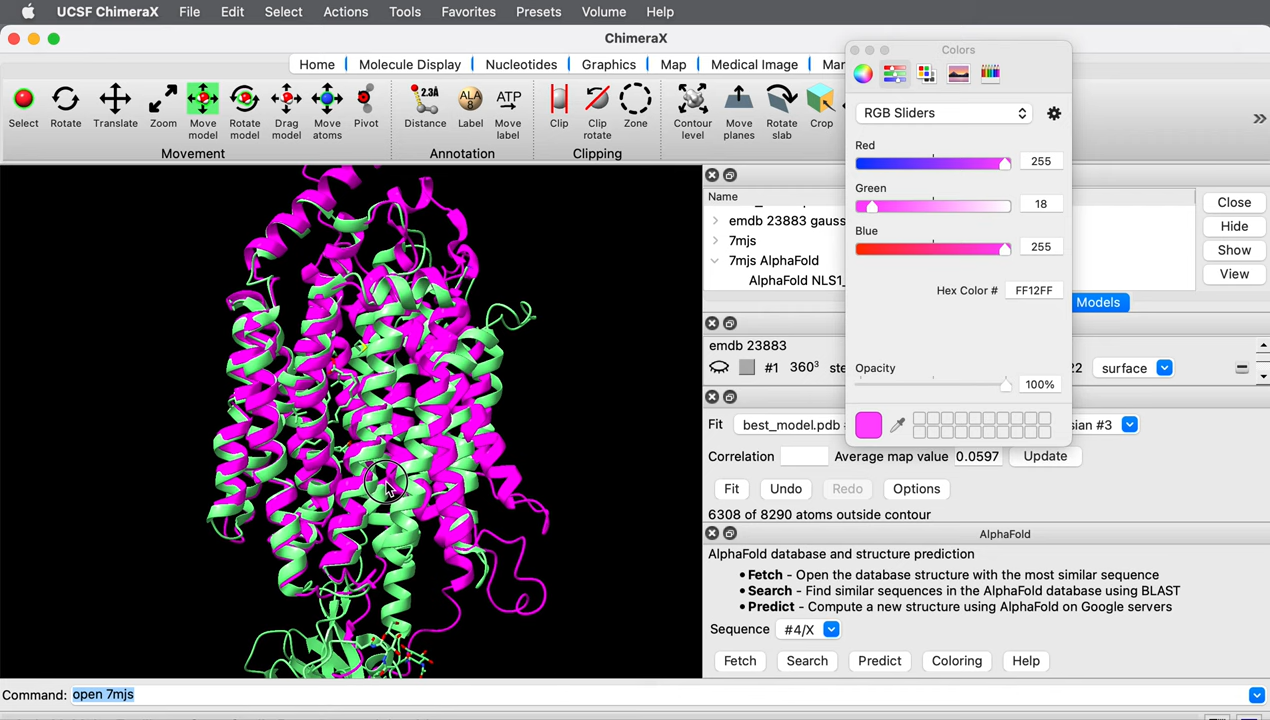 UCSF ChimeraX File Edit Select Actions Tools Favorites Presets Volume Help
ChimeraX
Home Molecule Display Nucleotides Graphics Map Medical Image Mar
Select Rotate Translate Zoom Move model Rotate model Drag model Move atoms Pivot
2.3Å Distance ALA 8 Label ATP Move label
Clip Clip rotate Zone
Contour level Move planes Rotate slab Crop
Movement Annotation Clipping
Colors
RGB Sliders
Red
255
Green
18
Blue
255
Hex Color # FF12FF
Opacity
100%
Name
emdb 23883 gauss
7mjs
7mjs AlphaFold
AlphaFold NLS1_
Close
Hide
Show
View
Models
emdb 23883
#1 360³ ste
22 surface
Fit best_model.pdb
sian #3
Correlation Average map value 0.0597 Update
Fit Undo Redo Options
6308 of 8290 atoms outside contour
AlphaFold
AlphaFold database and structure prediction
• Fetch - Open the database structure with the most similar sequence
• Search - Find similar sequences in the AlphaFold database using BLAST
• Predict - Compute a new structure using AlphaFold on Google servers
Sequence #4/X
Fetch Search Predict Coloring Help
Command: open 7mjs